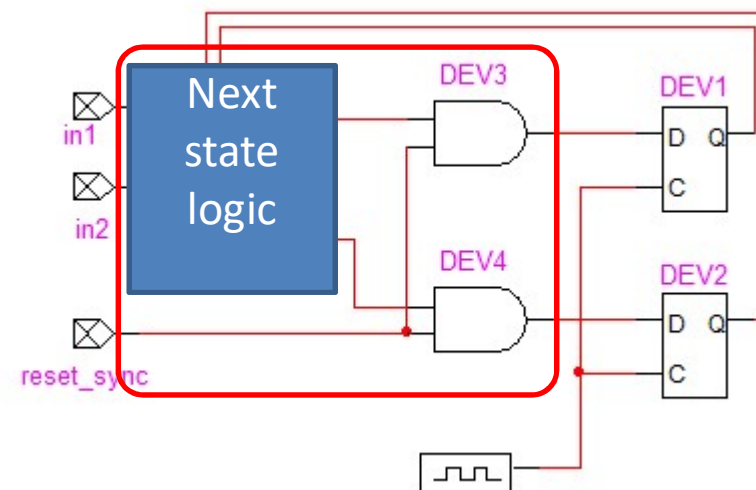 in1
in2
reset_sync
Next
state
logic
DEV3
DEV4
DEV1
D Q
C
DEV2
D Q
C